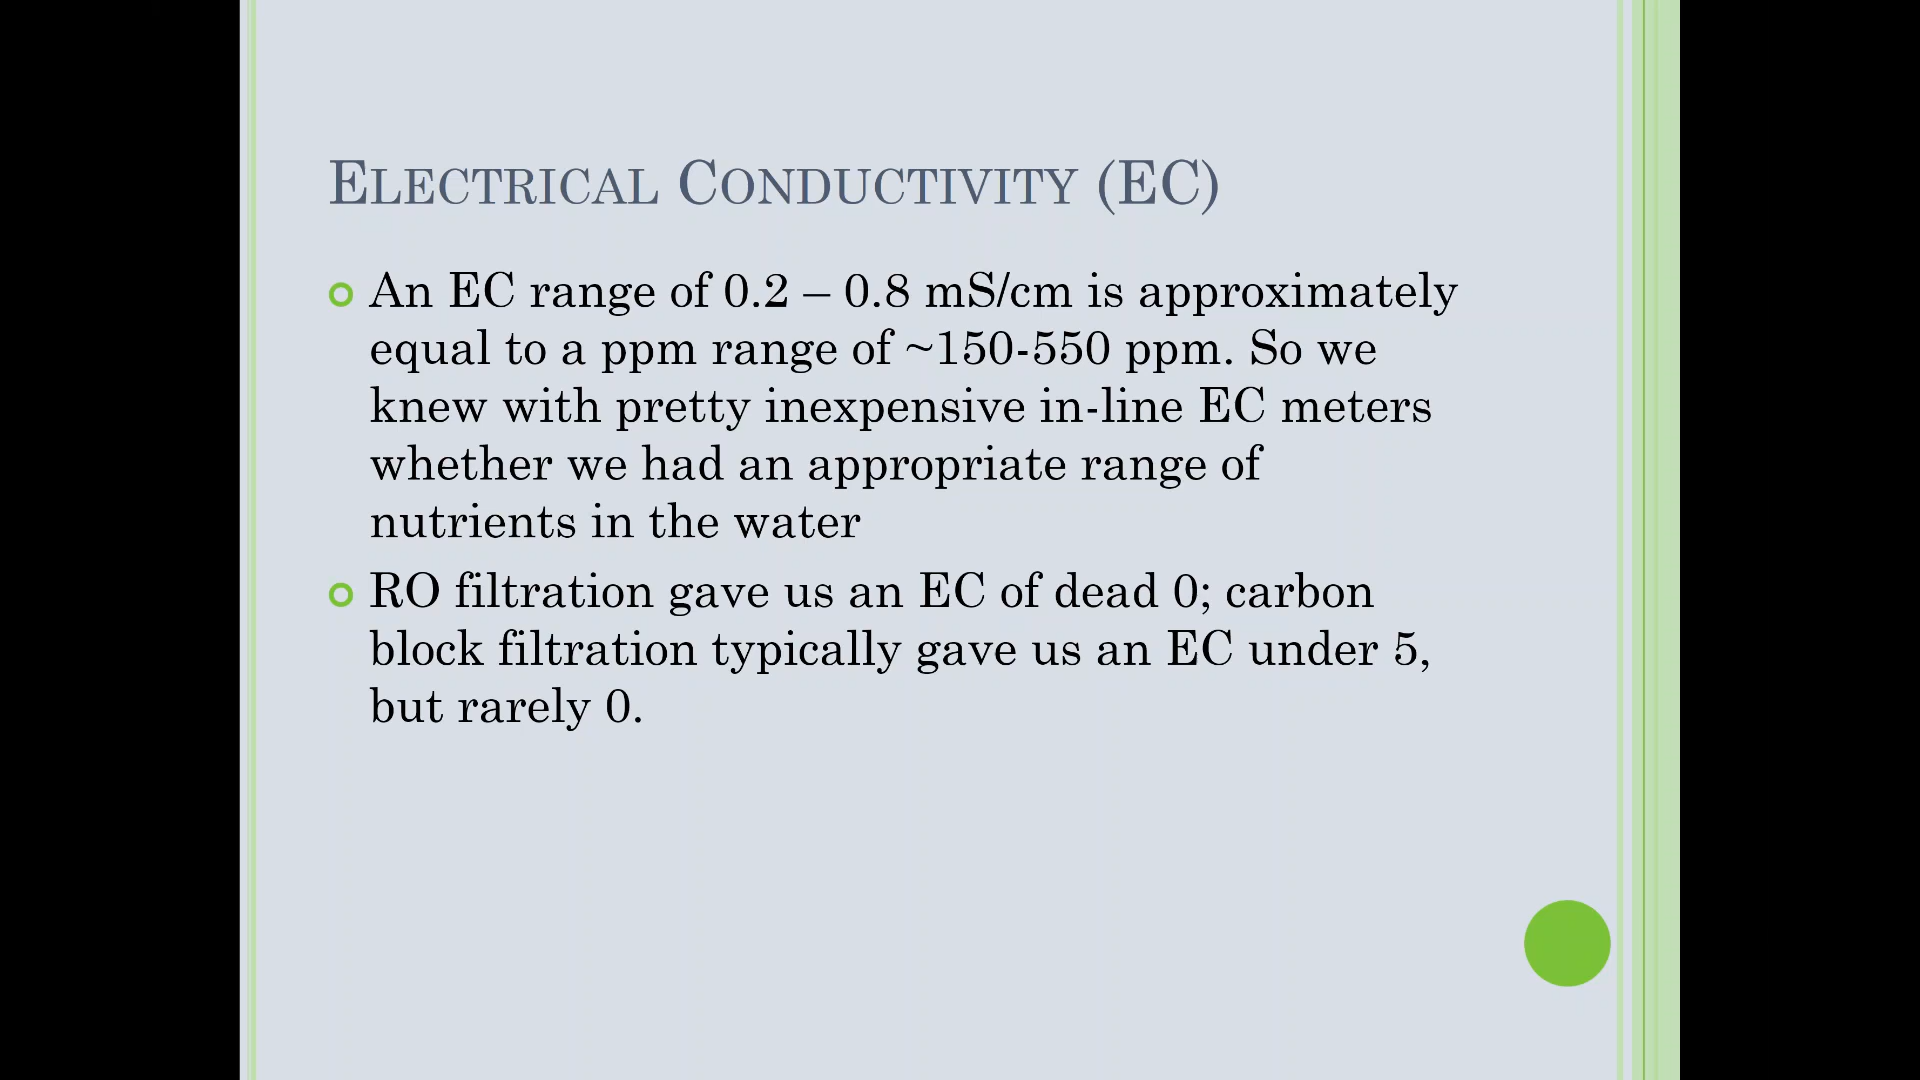 Electrical Conductivity (EC)
An EC range of 0.2 – 0.8 mS/cm is approximately
equal to a ppm range of ~150-550 ppm. So we
knew with pretty inexpensive in-line EC meters
whether we had an appropriate range of
nutrients in the water
RO filtration gave us an EC of dead 0; carbon
block filtration typically gave us an EC under 5,
but rarely 0.